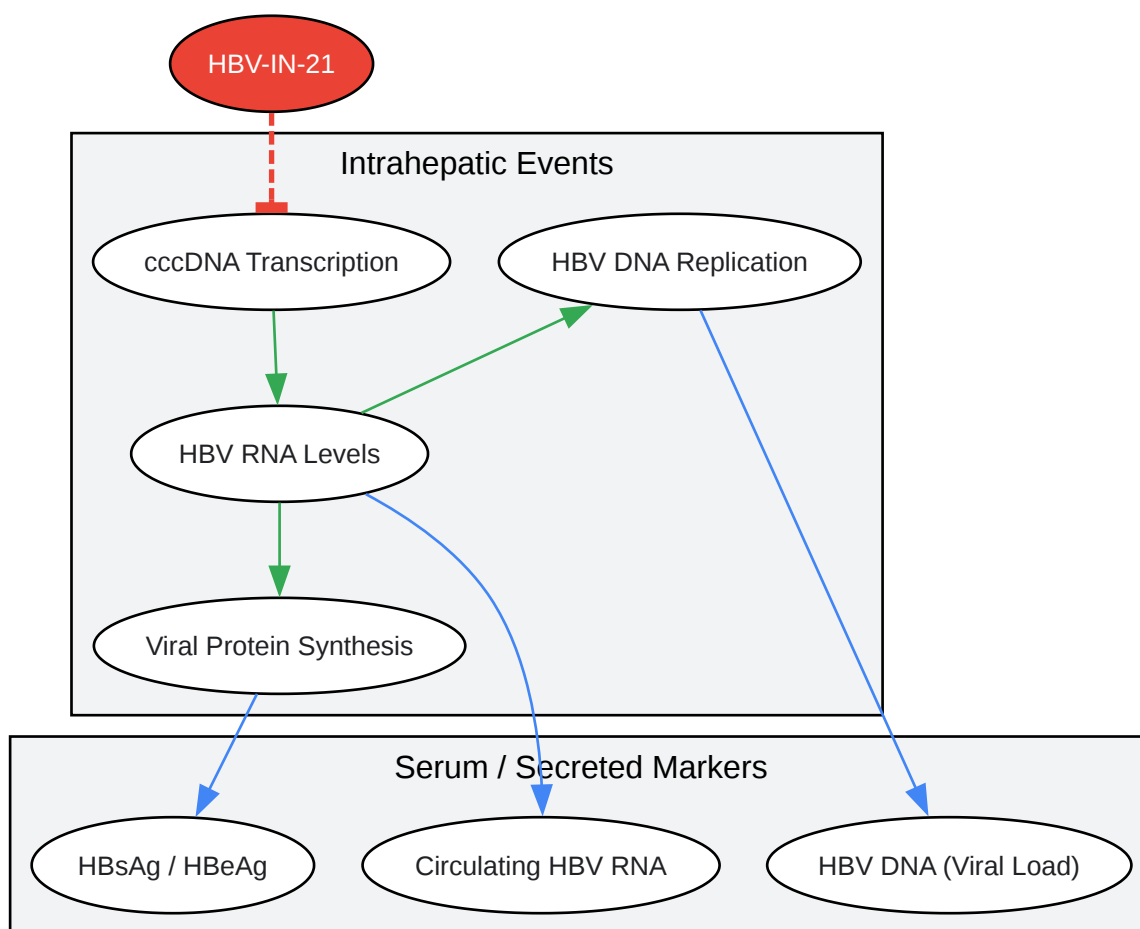 HBV-IN-21
Intrahepatic Events
cccDNA Transcription
HBV DNA Replication
HBV RNA Levels
Viral Protein Synthesis
Serum / Secreted Markers
HBsAg / HBeAg
Circulating HBV RNA
HBV DNA (Viral Load)